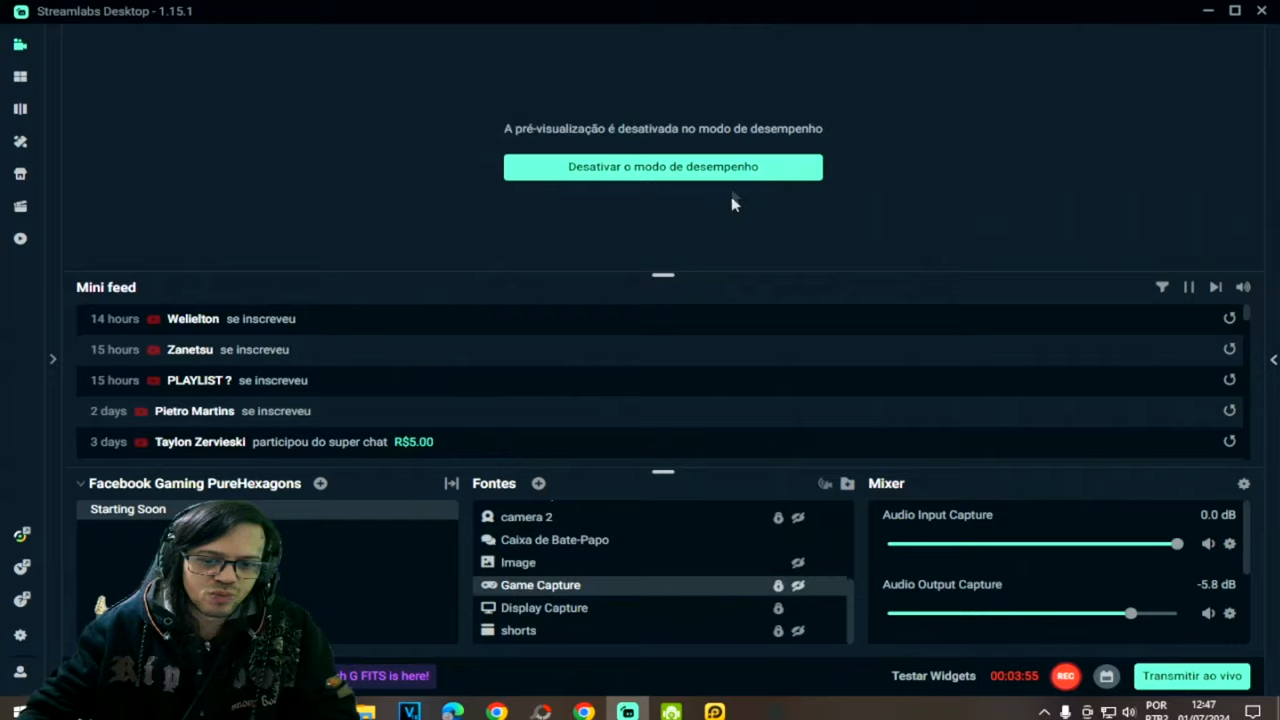 Streamlabs Desktop - 1.15.1
A pré-visualização é desativada no modo de desempenho
Desativar o modo de desempenho
Mini feed
14 hours Welielton se inscreveu
15 hours Zanetsu se inscreveu
15 hours PLAYLIST ? se inscreveu
2 days Pietro Martins se inscreveu
3 days Taylon Zervieski participou do super chat R$5.00
Facebook Gaming PureHexagons
Starting Soon
Fontes
camera 2
Caixa de Bate-Papo
Image
Game Capture
Display Capture
shorts
Mixer
Audio Input Capture 0.0 dB
Audio Output Capture -5.8 dB
G FITS is here!
Testar Widgets 00:03:55 REC Transmitir ao vivo
POR 12:47
PTB2 01/07/2024